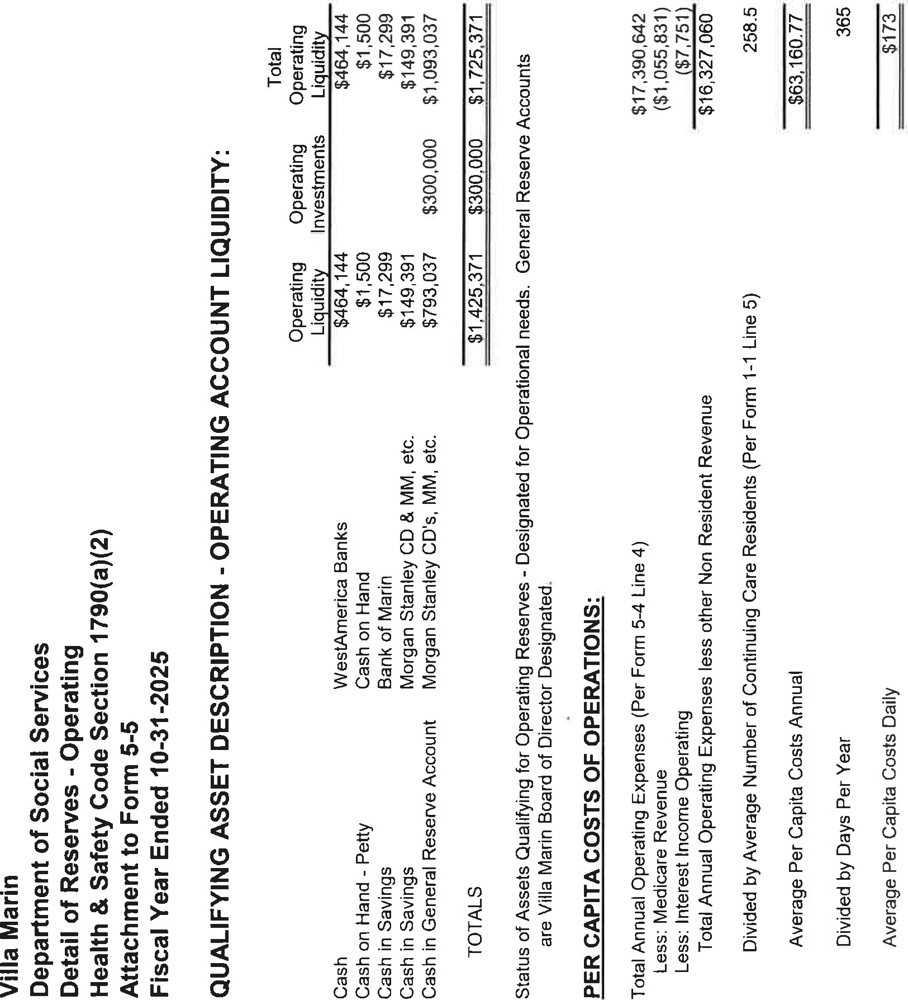 Villa Marin
Department of Social Services
Detail of Reserves - Operating
Health & Safety Code Section 1790(a)(2)
Attachment to Form 5-5
Fiscal Year Ended 10-31-2025
QUALIFYING ASSET DESCRIPTION - OPERATING ACCOUNT LIQUIDITY:
Total
Operating Operating Operating
Liquidity Investments Liquidity
Cash WestAmerica Banks $464,144 $464,144
Cash on Hand - Petty Cash on Hand $1,500 $1,500
Cash in Savings Bank of Marin $17,299 $17,299
Cash in Savings Morgan Stanley CD & MM, etc. $149,391 $149,391
Cash in General Reserve Account Morgan Stanley CD's, MM, etc. $793,037 $300,000 $1,093,037
TOTALS $1,425,371 $300,000 $1,725,371
Status of Assets Qualifying for Operating Reserves - Designated for Operational needs. General Reserve Accounts
are Villa Marin Board of Director Designated.
PER CAPITA COSTS OF OPERATIONS:
Total Annual Operating Expenses (Per Form 5-4 Line 4) $17,390,642
Less: Medicare Revenue ($1,055,831)
Less: Interest Income Operating ($7,751)
Total Annual Operating Expenses less other Non Resident Revenue $16,327,060
Divided by Average Number of Continuing Care Residents (Per Form 1-1 Line 5) 258.5
Average Per Capita Costs Annual $63,160.77
Divided by Days Per Year 365
Average Per Capita Costs Daily $173